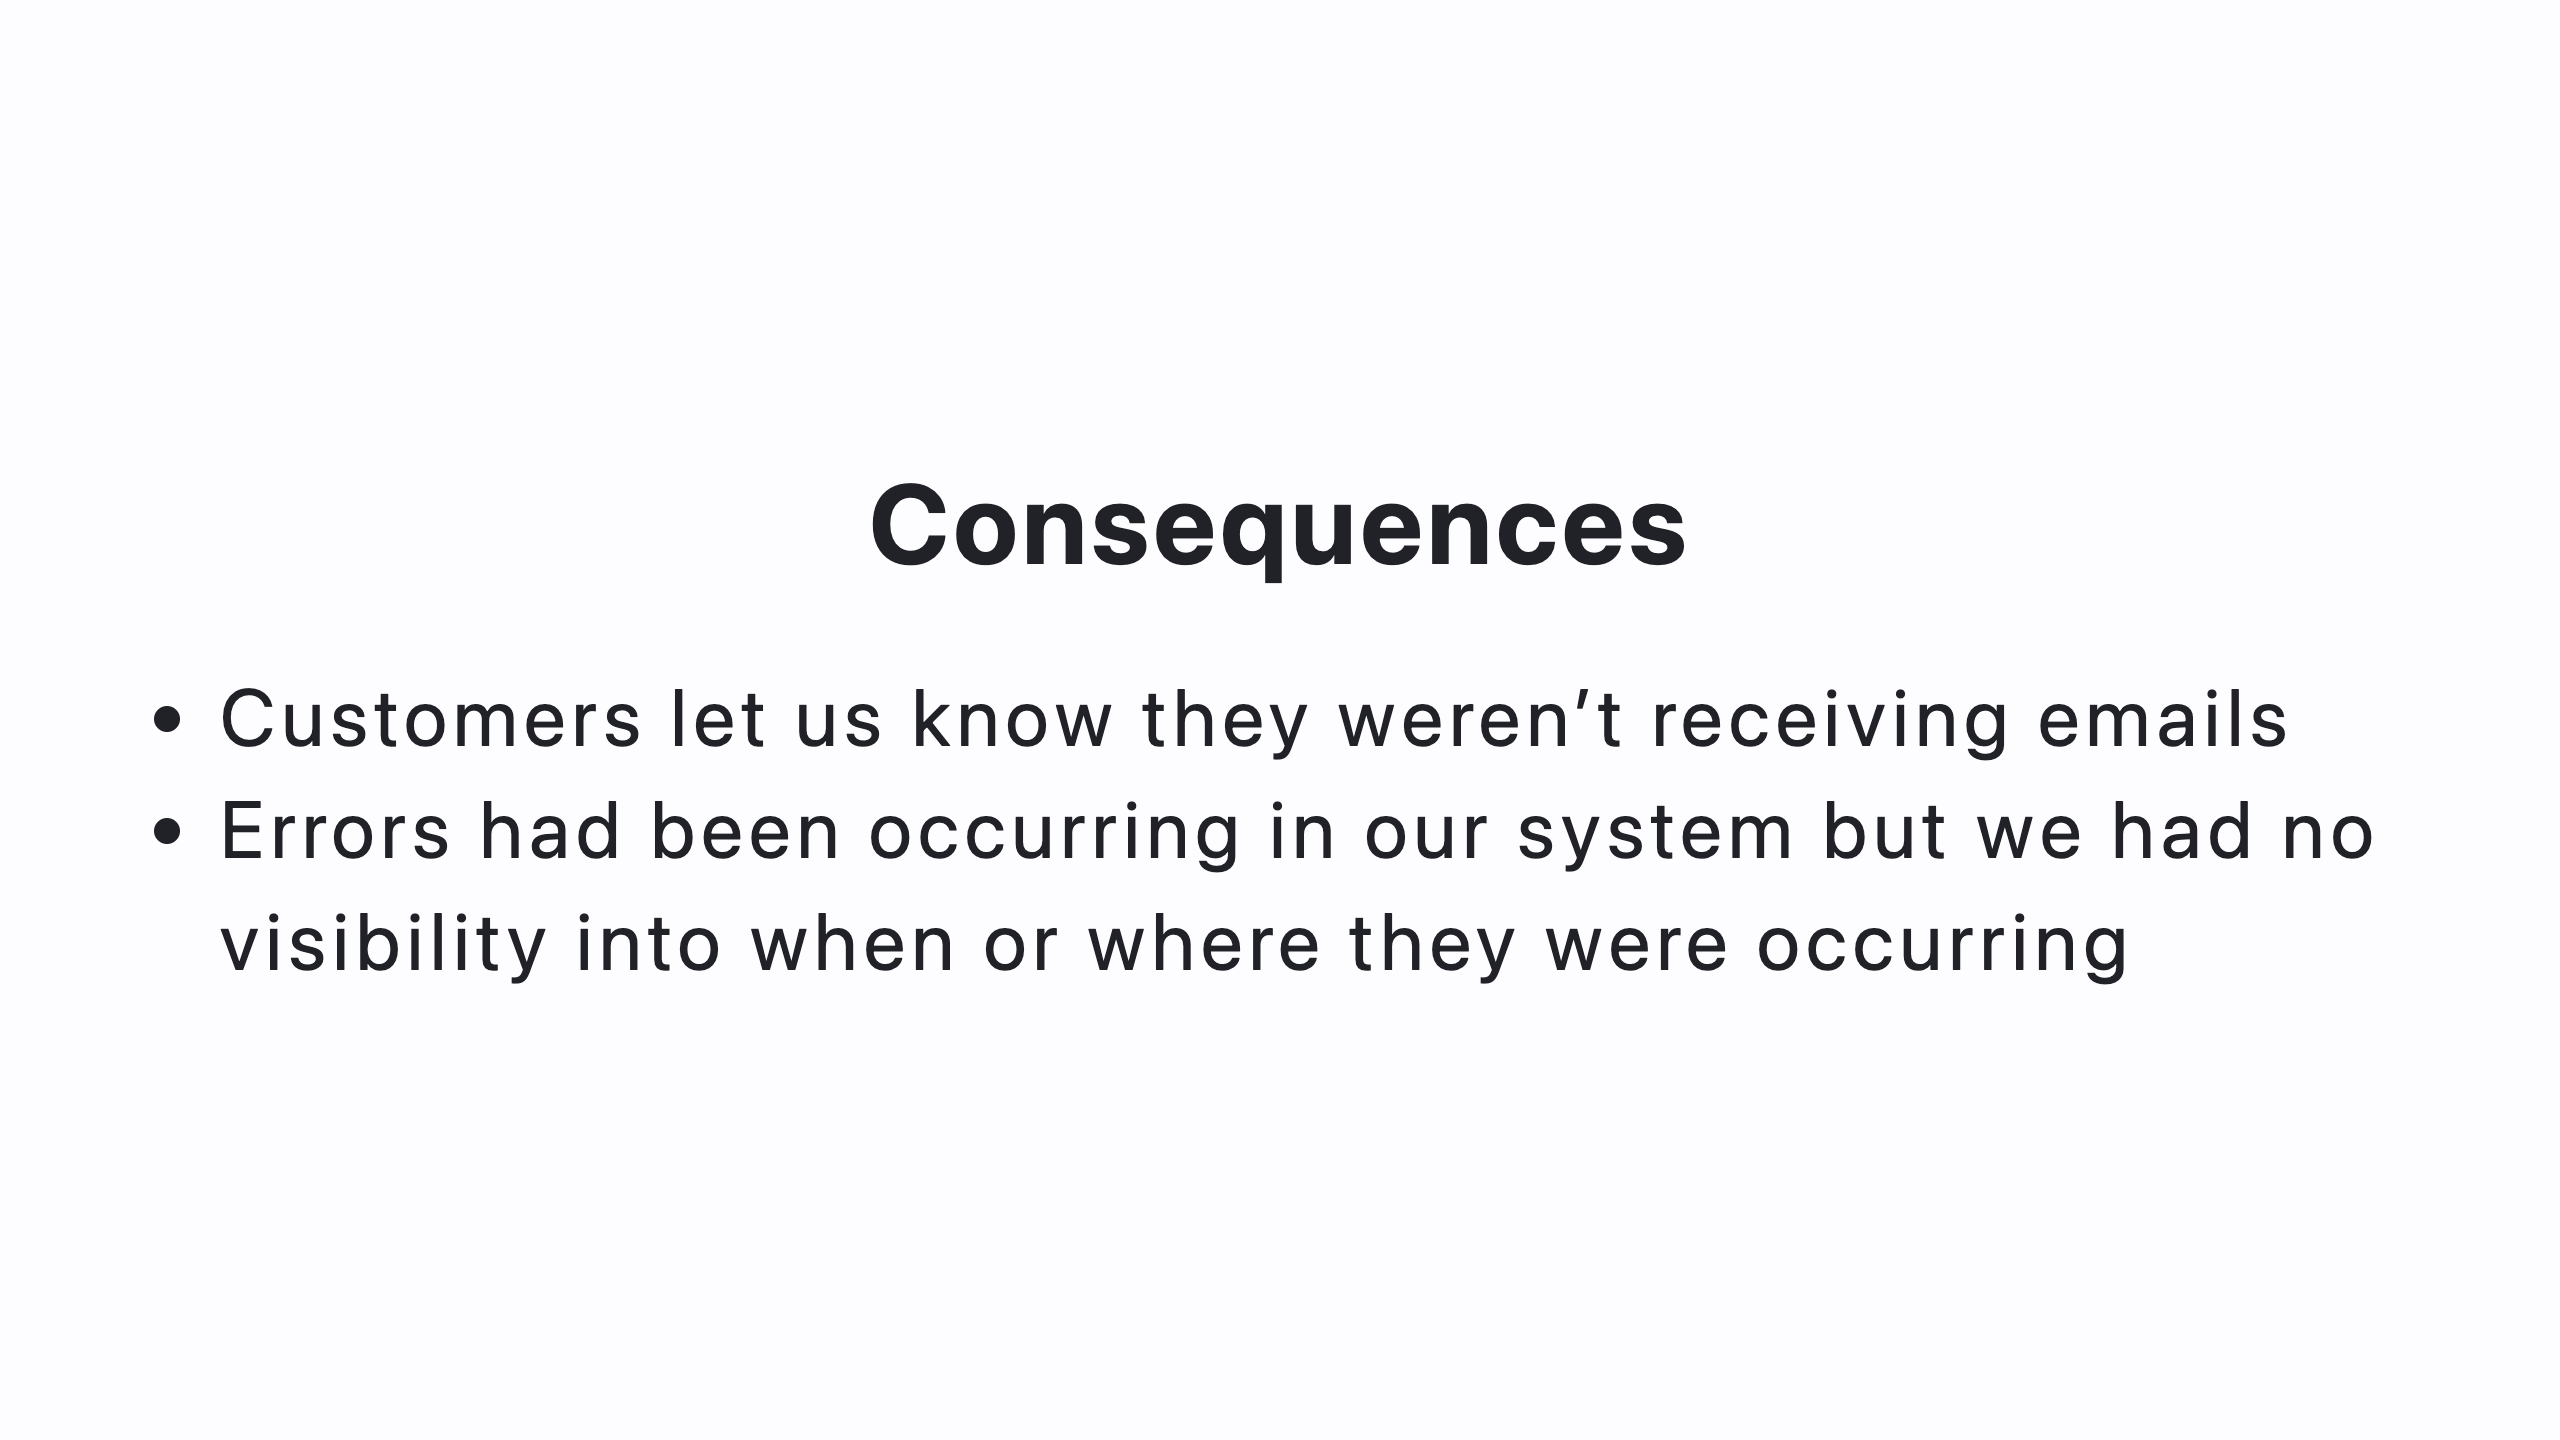 Consequences
• Customers let us know they weren’t receiving emails
• Errors had been occurring in our system but we had no
visibility into when or where they were occurring